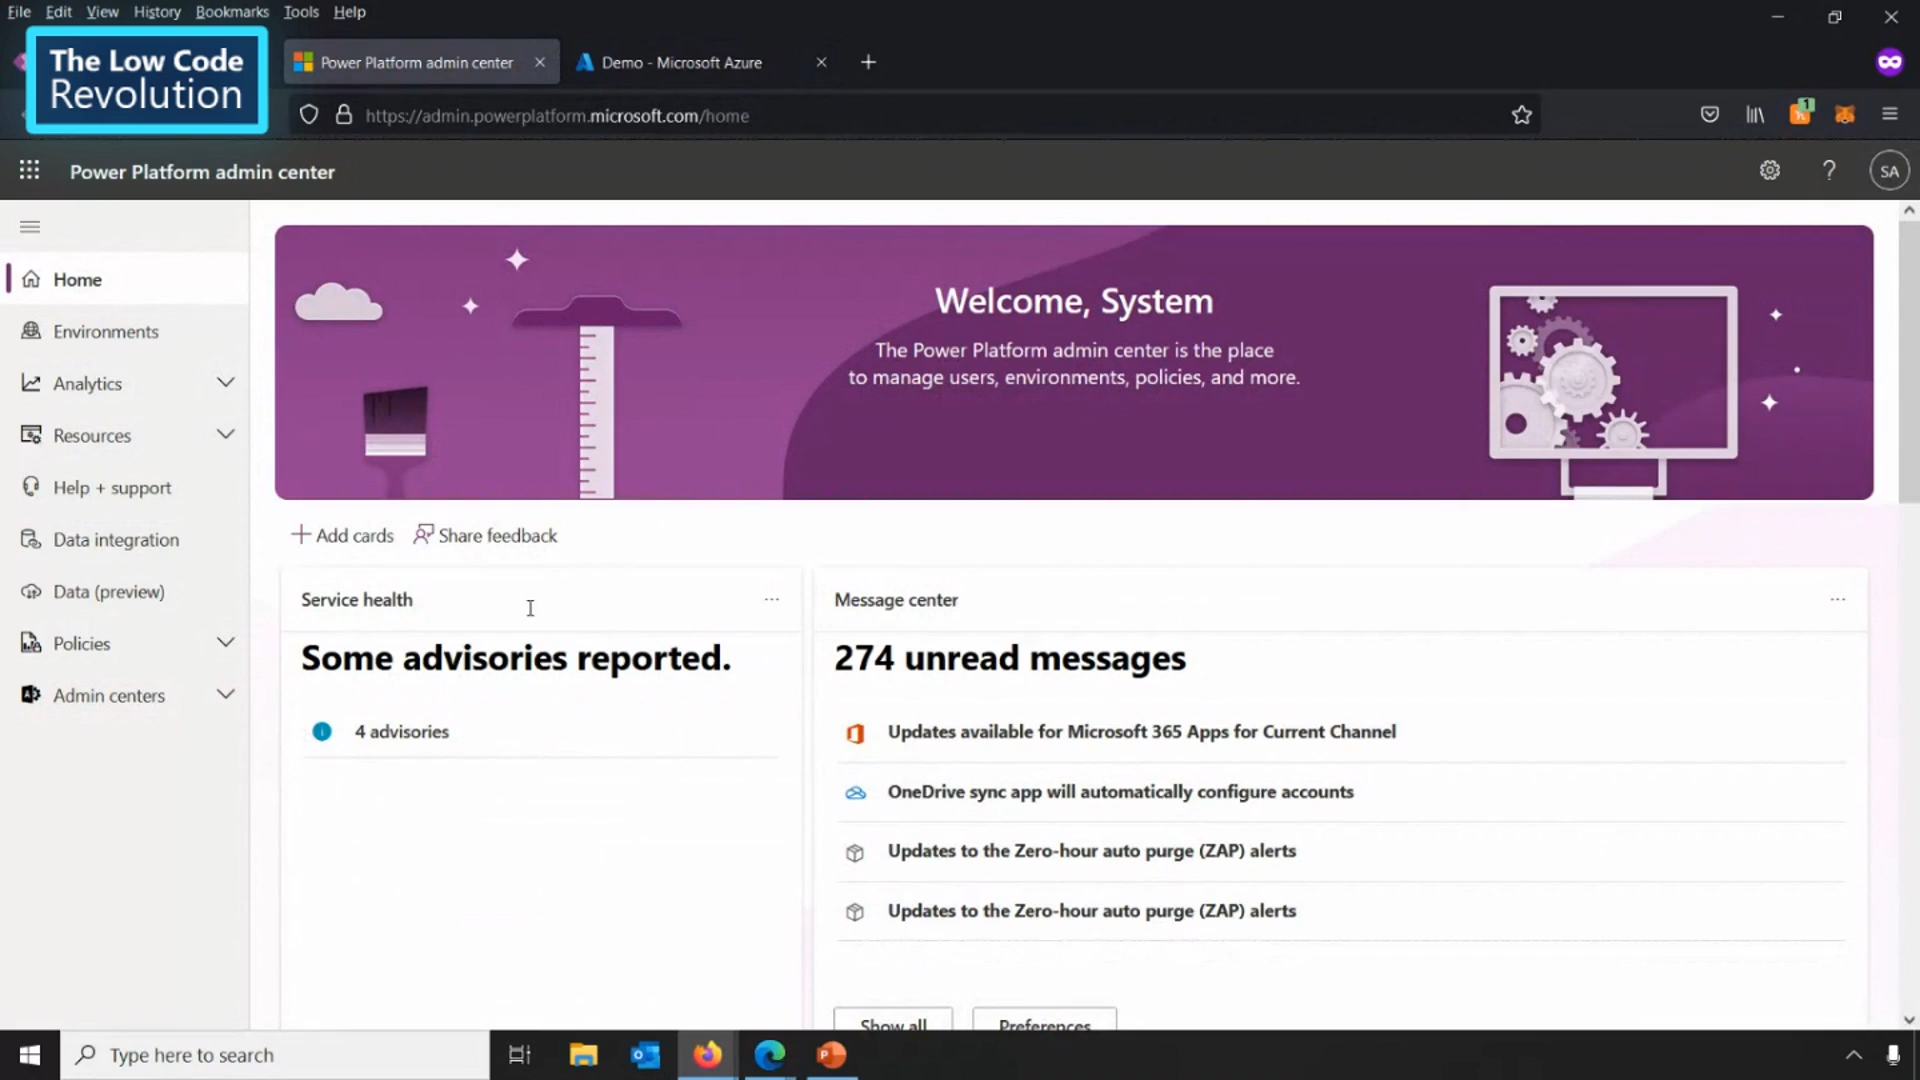 File Edit View History Bookmarks Tools Help
The Low Code
Revolution
Power Platform admin center
Demo - Microsoft Azure
https://admin.powerplatform.microsoft.com/home
1
Power Platform admin center
? SA
Home
Environments
Analytics
Resources
Help + support
Data integration
Data (preview)
Policies
Admin centers
Welcome, System
The Power Platform admin center is the place
to manage users, environments, policies, and more.
Add cards Share feedback
Service health ...
Some advisories reported.
4 advisories
Message center ...
274 unread messages
Updates available for Microsoft 365 Apps for Current Channel
OneDrive sync app will automatically configure accounts
Updates to the Zero-hour auto purge (ZAP) alerts
Updates to the Zero-hour auto purge (ZAP) alerts
Show all Preferences
Type here to search